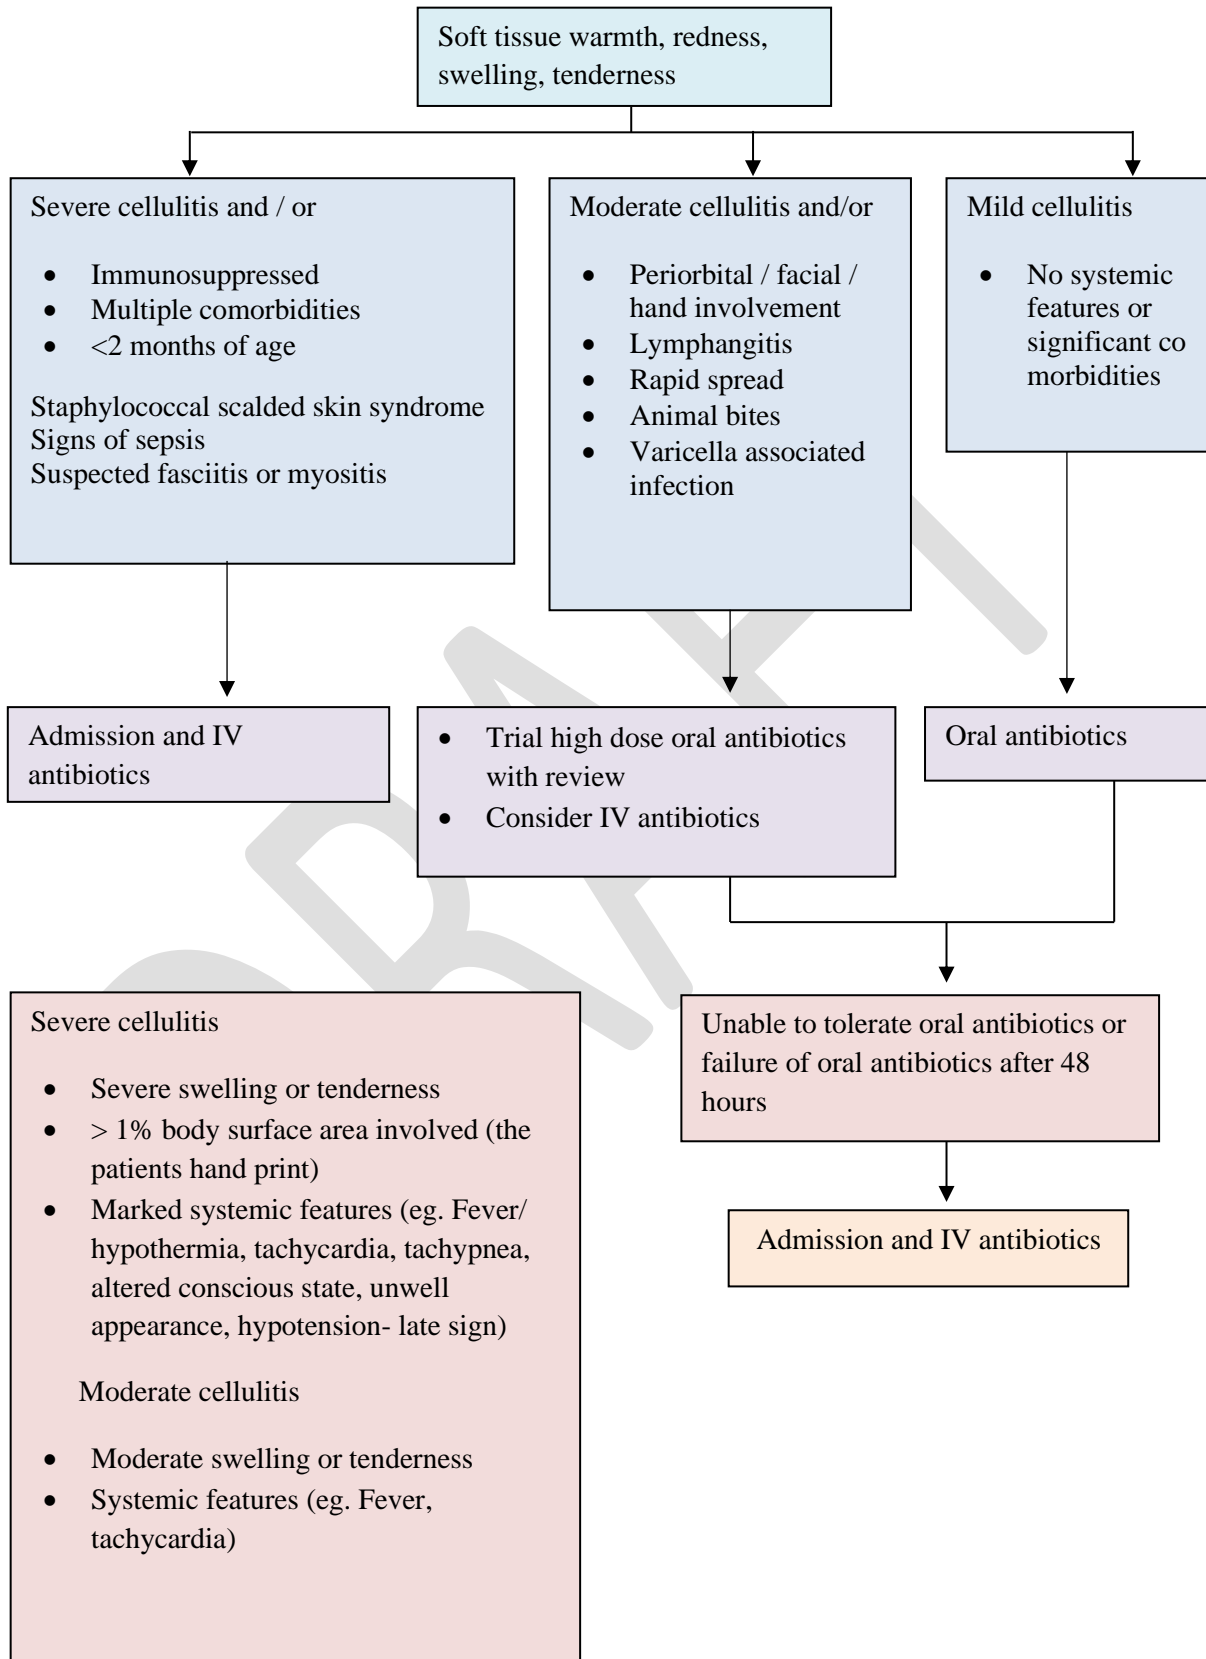 Soft tissue warmth, redness,
swelling, tenderness
Severe cellulitis and / or
• Immunosuppressed
• Multiple comorbidities
• <2 months of age
Staphylococcal scalded skin syndrome
Signs of sepsis
Suspected fasciitis or myositis
Moderate cellulitis and/or
• Periorbital / facial /
hand involvement
• Lymphangitis
• Rapid spread
• Animal bites
• Varicella associated
infection
Mild cellulitis
• No systemic
features or
significant co
morbidities
Admission and IV
antibiotics
• Trial high dose oral antibiotics
with review
• Consider IV antibiotics
Oral antibiotics
Unable to tolerate oral antibiotics or
failure of oral antibiotics after 48
hours
Admission and IV antibiotics
Severe cellulitis
• Severe swelling or tenderness
• > 1% body surface area involved (the
patients hand print)
• Marked systemic features (eg. Fever/
hypothermia, tachycardia, tachypnea,
altered conscious state, unwell
appearance, hypotension- late sign)
Moderate cellulitis
• Moderate swelling or tenderness
• Systemic features (eg. Fever,
tachycardia)
DRAFT